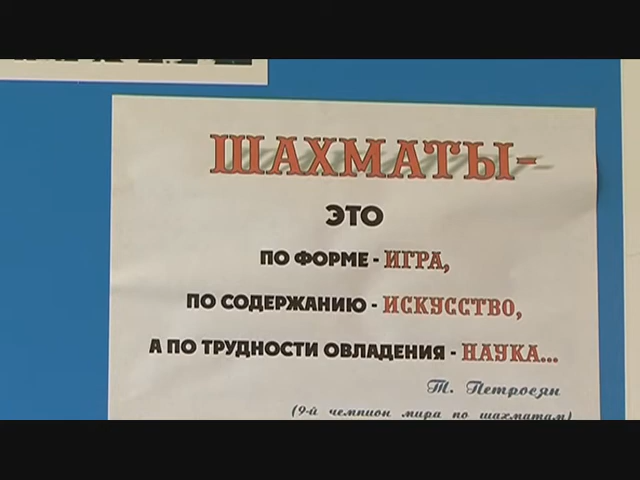 ШАХМАТЫ-
ЭТО
ПО ФОРМЕ - ИГРА,
ПО СОДЕРЖАНИЮ - ИСКУССТВО,
А ПО ТРУДНОСТИ ОВЛАДЕНИЯ - НАУКА...
Т. Петросян
(9-й чемпион мира по шахматам)